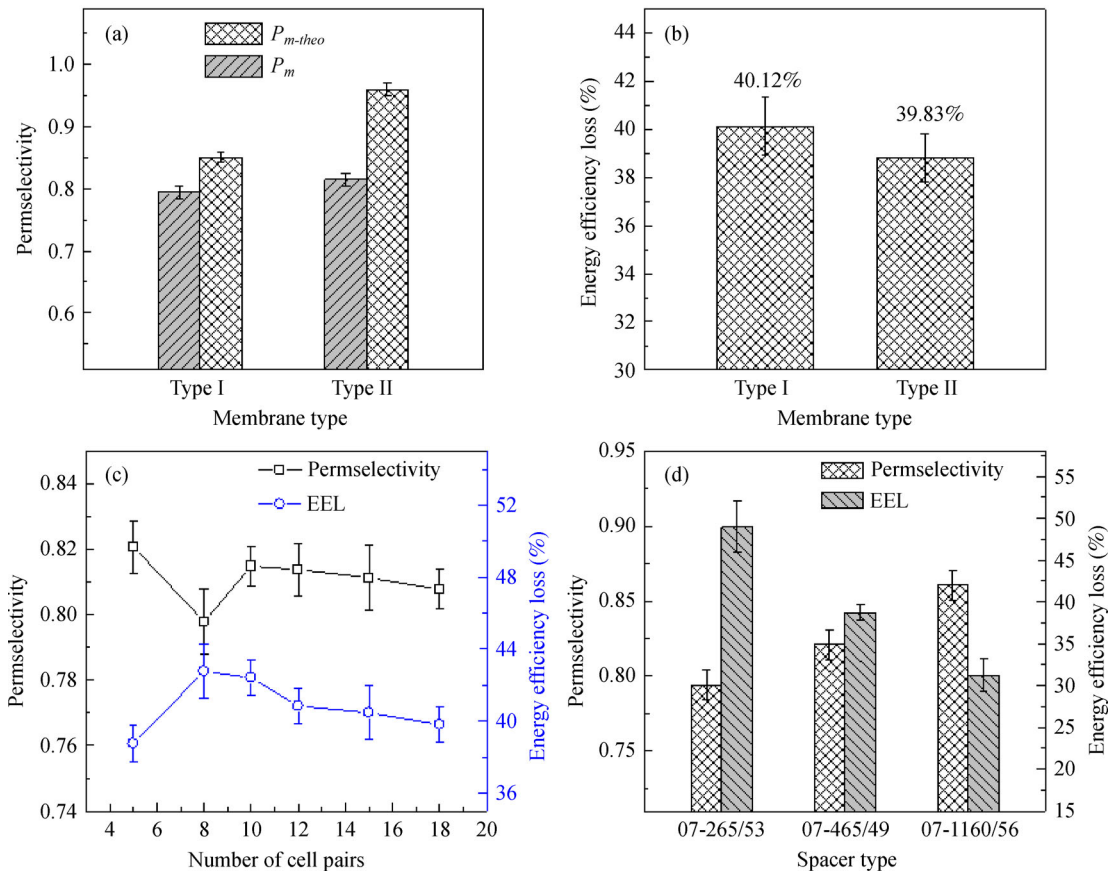 (a)
P_{m-theo}
P_m
1.0
0.9
0.8
0.7
0.6
Permselectivity
Type I
Type II
Membrane type
(b)
44
42
40
38
36
34
32
30
Energy efficiency loss (%)
40.12%
39.83%
Type I
Type II
Membrane type
(c)
Permselectivity
EEL
0.84
0.82
0.80
0.78
0.76
0.74
Permselectivity
52
48
44
40
36
Energy efficiency loss (%)
4 6 8 10 12 14 16 18 20
Number of cell pairs
(d)
Permselectivity
EEL
0.95
0.90
0.85
0.80
0.75
Permselectivity
55
50
45
40
35
30
25
20
15
Energy efficiency loss (%)
07-265/53 07-465/49 07-1160/56
Spacer type